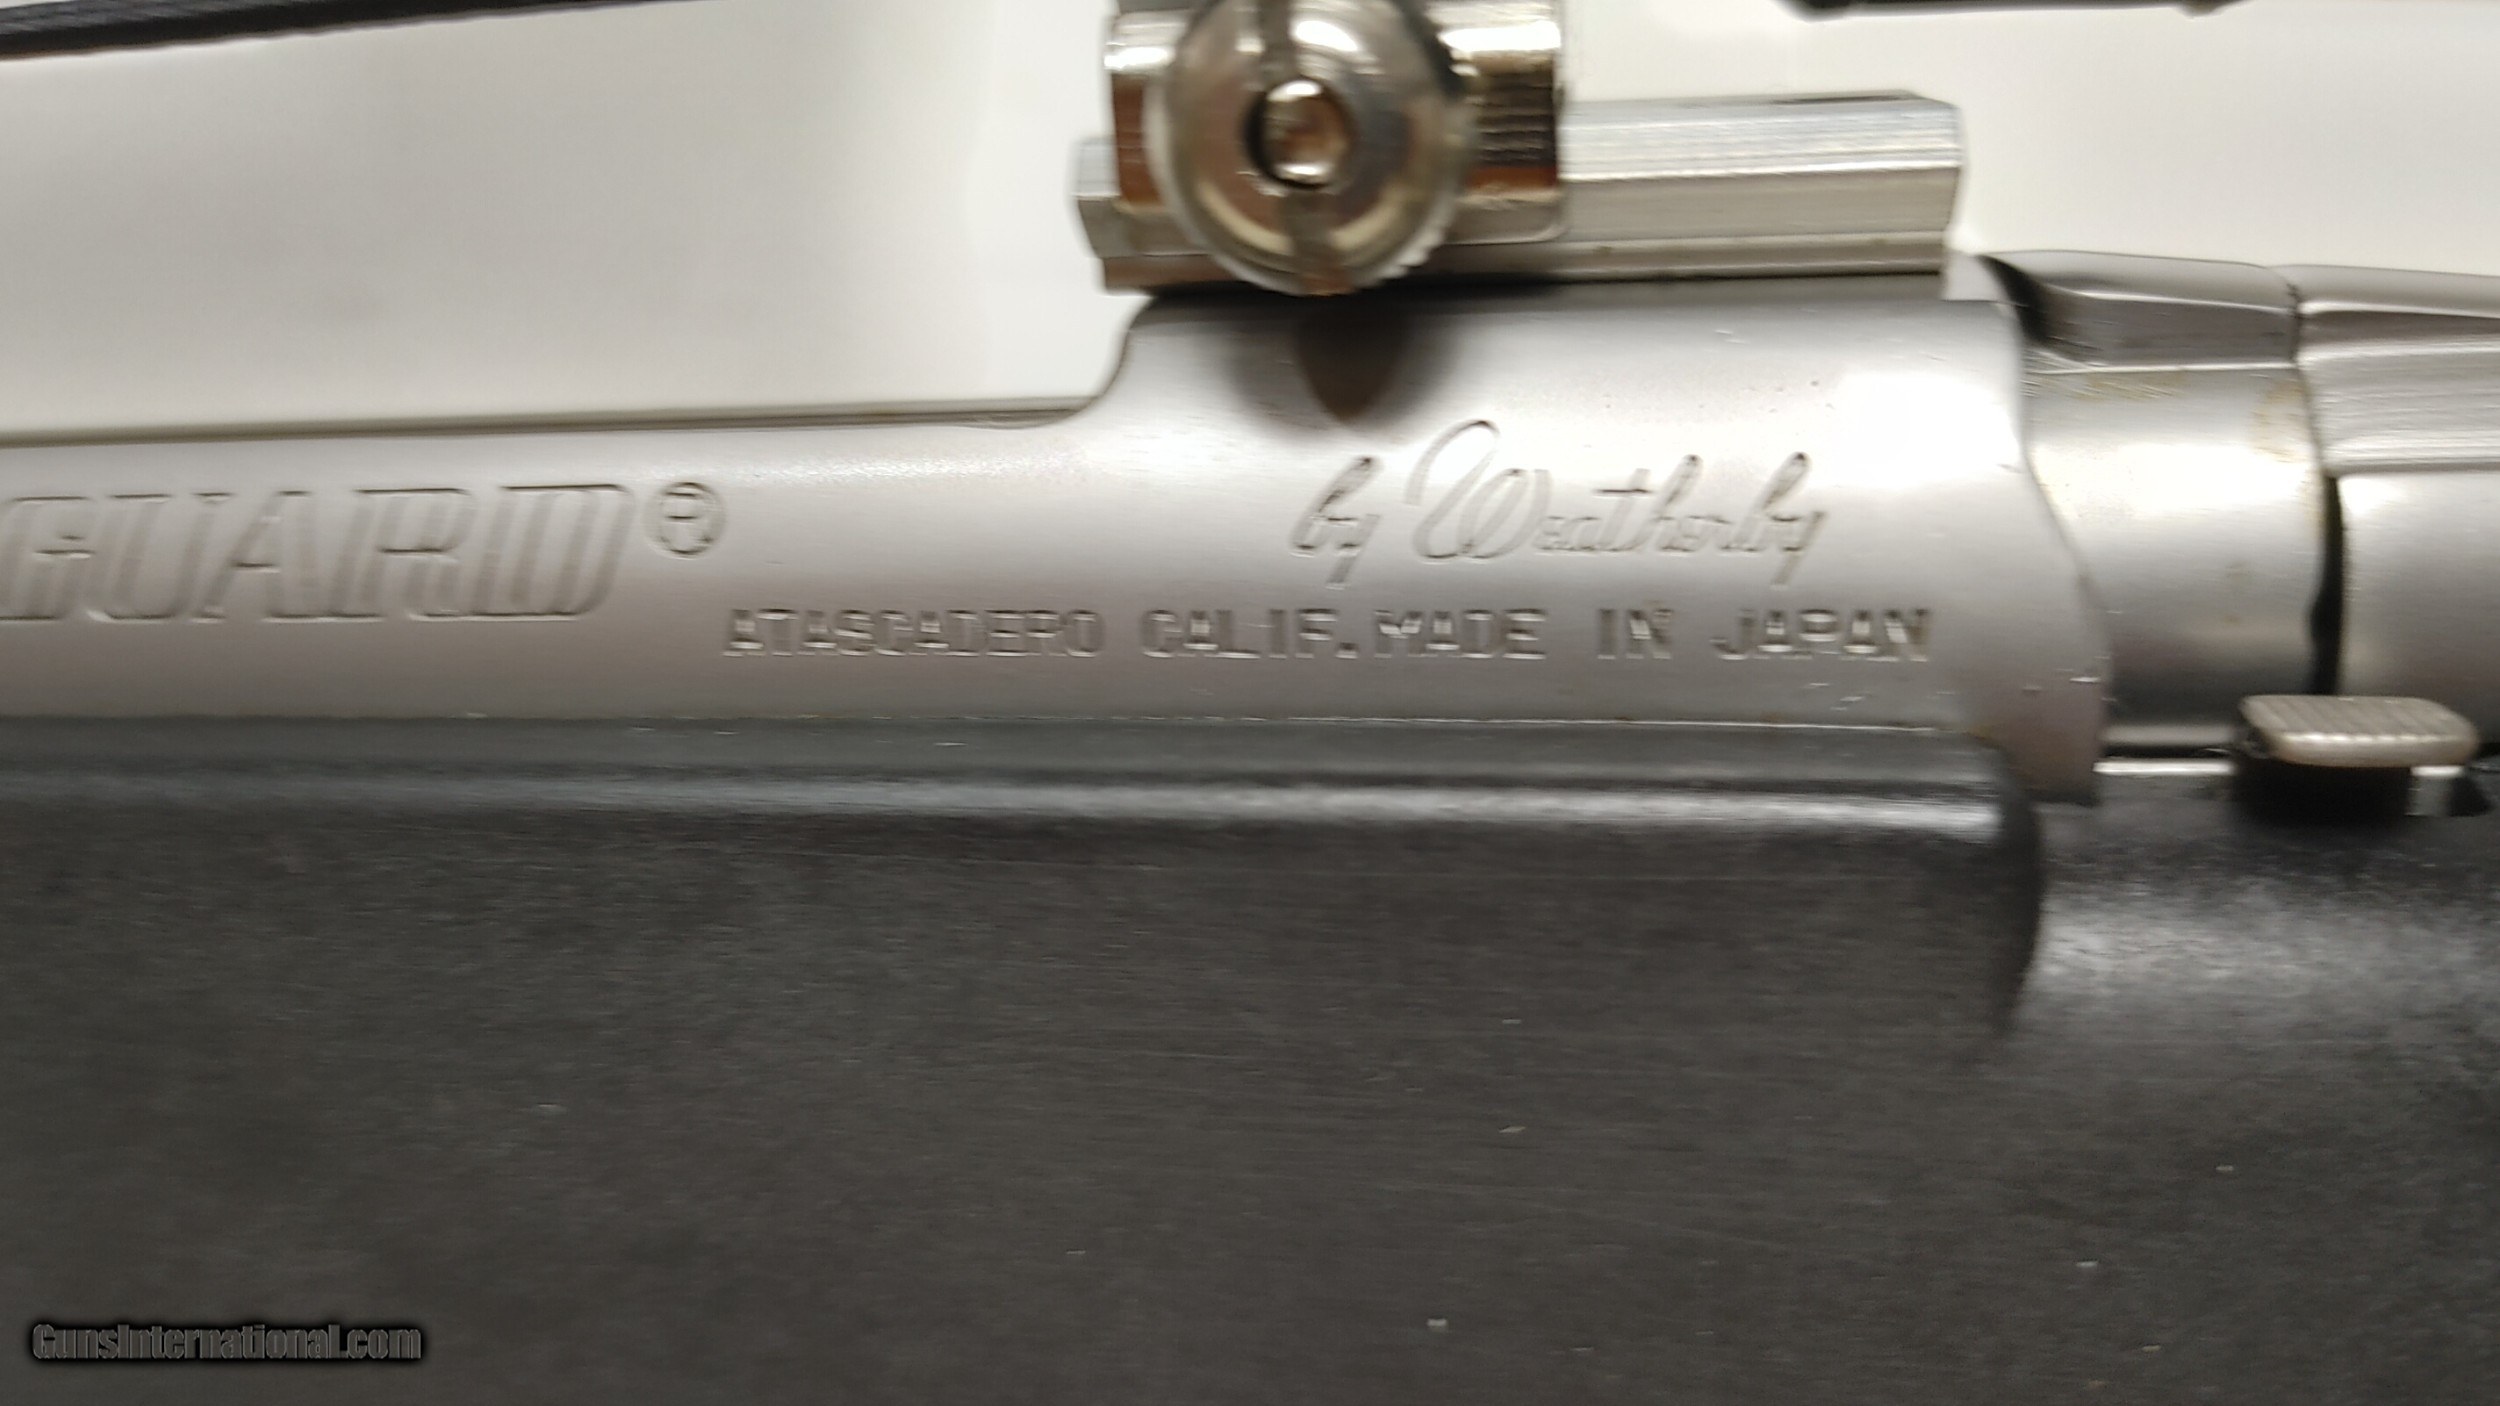 GUARD®
by Weatherby
ATASCADERO CALIF. MADE IN JAPAN
GunsInternational.com